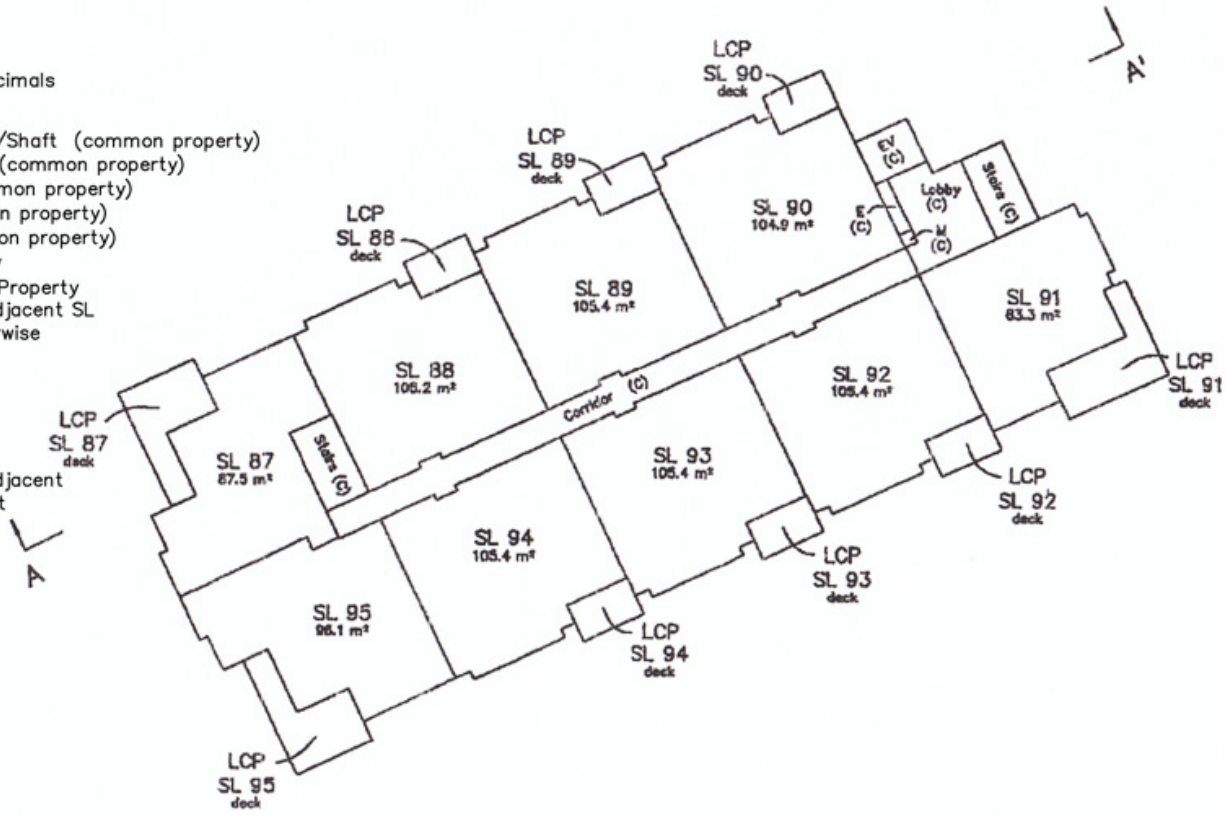 cimals
/Shaft (common property)
(common property)
mon property)
n property)
on property)
Property
djacent SL
wise
djacent
t
A
A'
LCP
SL 90
deck
LCP
SL 89
deck
LCP
SL 88
deck
EV
(C)
Lobby
(C)
Stairs (C)
E
(C)
M
(C)
SL 90
104.9 m²
SL 89
105.4 m²
SL 91
83.3 m²
SL 88
105.2 m²
SL 92
105.4 m²
Corridor (C)
LCP
SL 91
deck
LCP
SL 87
deck
SL 87
87.5 m²
Stairs (C)
SL 93
105.4 m²
LCP
SL 92
deck
SL 94
105.4 m²
LCP
SL 93
deck
SL 95
96.1 m²
LCP
SL 94
deck
LCP
SL 95
deck